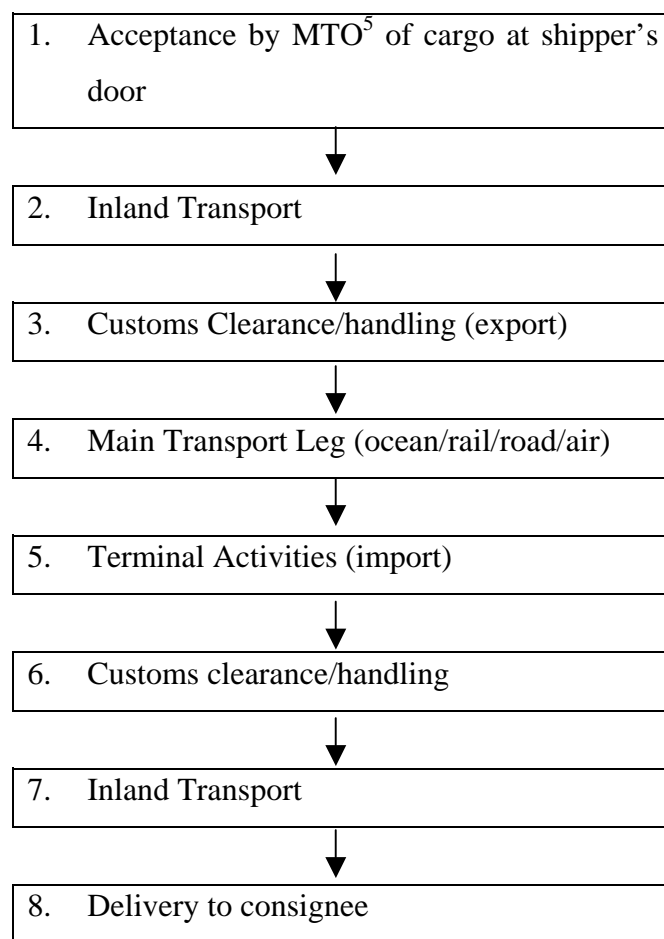 1. Acceptance by MTO⁵ of cargo at shipper’s
door
2. Inland Transport
3. Customs Clearance/handling (export)
4. Main Transport Leg (ocean/rail/road/air)
5. Terminal Activities (import)
6. Customs clearance/handling
7. Inland Transport
8. Delivery to consignee